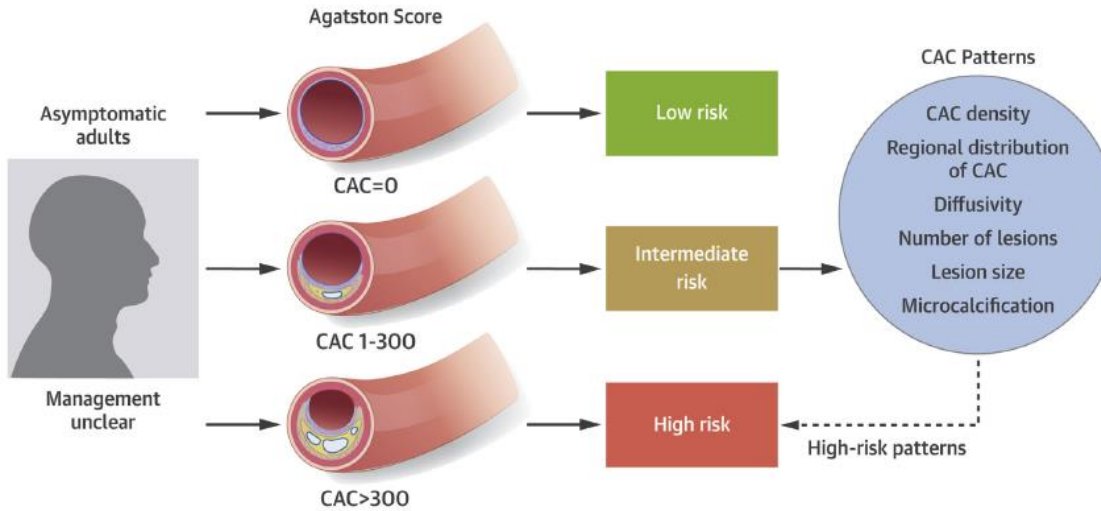 Agatston Score
Asymptomatic
adults
Management
unclear
CAC=0
CAC 1-300
CAC>300
Low risk
Intermediate
risk
High risk
CAC Patterns
CAC density
Regional distribution
of CAC
Diffusivity
Number of lesions
Lesion size
Microcalcification
High-risk patterns